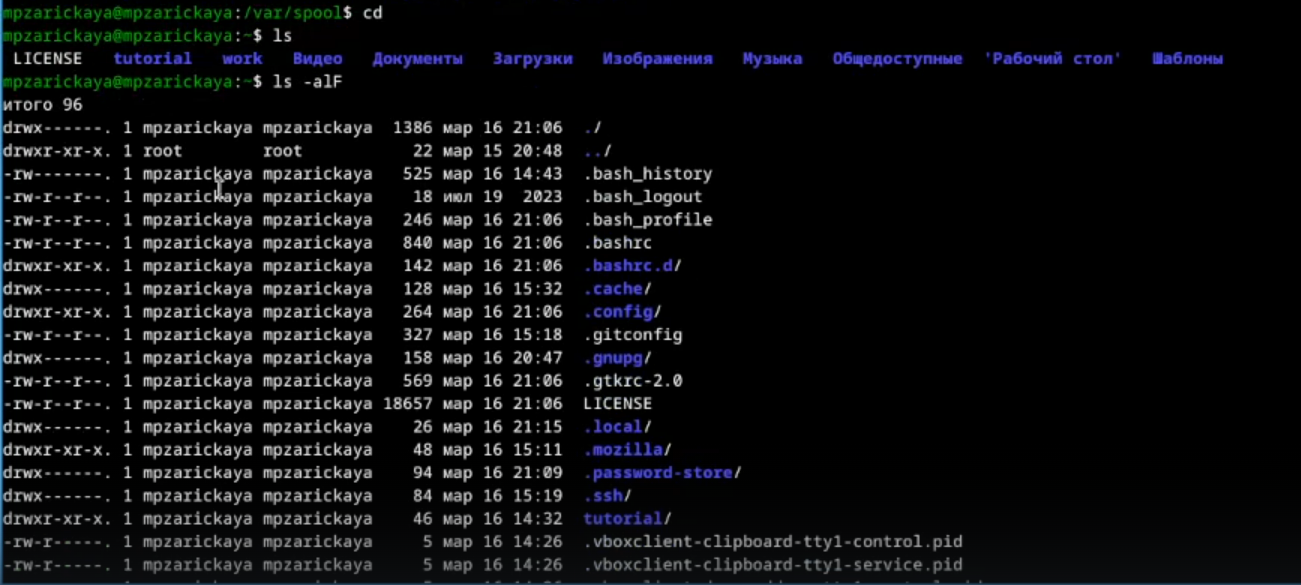 mpzarickaya@mpzarickaya:/var/spool$ cd
mpzarickaya@mpzarickaya:~$ ls
LICENSE tutorial work Видео Документы Загрузки Изображения Музыка Общедоступные 'Рабочий стол' Шаблоны
mpzarickaya@mpzarickaya:~$ ls -alF
итого 96
drwx------. 1 mpzarickaya mpzarickaya 1386 мар 16 21:06 ./
drwxr-xr-x. 1 root root 22 мар 15 20:48 ../
-rw-------. 1 mpzarickaya mpzarickaya 525 мар 16 14:43 .bash_history
-rw-r--r--. 1 mpzarickaya mpzarickaya 18 июл 19 2023 .bash_logout
-rw-r--r--. 1 mpzarickaya mpzarickaya 246 мар 16 21:06 .bash_profile
-rw-r--r--. 1 mpzarickaya mpzarickaya 840 мар 16 21:06 .bashrc
drwxr-xr-x. 1 mpzarickaya mpzarickaya 142 мар 16 21:06 .bashrc.d/
drwx------. 1 mpzarickaya mpzarickaya 128 мар 16 15:32 .cache/
drwxr-xr-x. 1 mpzarickaya mpzarickaya 264 мар 16 21:06 .config/
-rw-r--r--. 1 mpzarickaya mpzarickaya 327 мар 16 15:18 .gitconfig
drwx------. 1 mpzarickaya mpzarickaya 158 мар 16 20:47 .gnupg/
-rw-r--r--. 1 mpzarickaya mpzarickaya 569 мар 16 21:06 .gtkrc-2.0
-rw-r--r--. 1 mpzarickaya mpzarickaya 18657 мар 16 21:06 LICENSE
drwx------. 1 mpzarickaya mpzarickaya 26 мар 16 21:15 .local/
drwxr-xr-x. 1 mpzarickaya mpzarickaya 48 мар 16 15:11 .mozilla/
drwx------. 1 mpzarickaya mpzarickaya 94 мар 16 21:09 .password-store/
drwx------. 1 mpzarickaya mpzarickaya 84 мар 16 15:19 .ssh/
drwxr-xr-x. 1 mpzarickaya mpzarickaya 46 мар 16 14:32 tutorial/
-rw-r-----. 1 mpzarickaya mpzarickaya 5 мар 16 14:26 .vboxclient-clipboard-tty1-control.pid
-rw-r-----. 1 mpzarickaya mpzarickaya 5 мар 16 14:26 .vboxclient-clipboard-tty1-service.pid